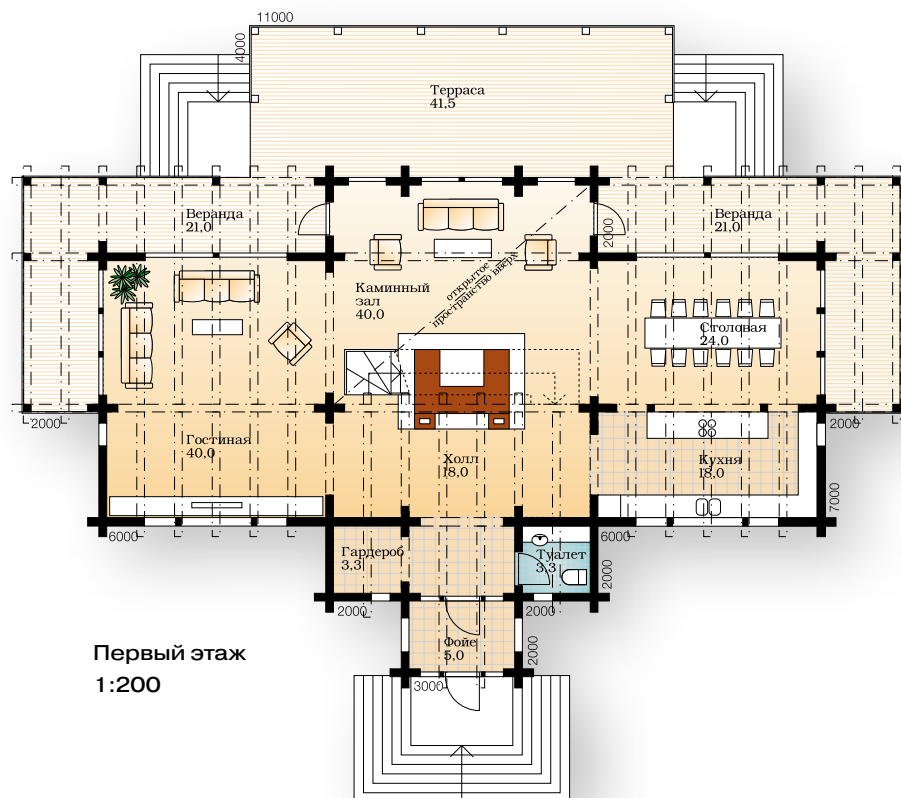 11000
4000
Терраса
41,5
Веранда
21,0
Веранда
21,0
2000
Каминный
зал
40,0
открытое
пространство вверх
Столовая
24,0
2000
2000
Гостиная
40,0
Холл
18,0
Кухня
18,0
7000
6000
6000
Гардероб
3,3
Туалет
3,3
2000
2000
2000
Фойе
5,0
2000
3000
Первый этаж
1:200